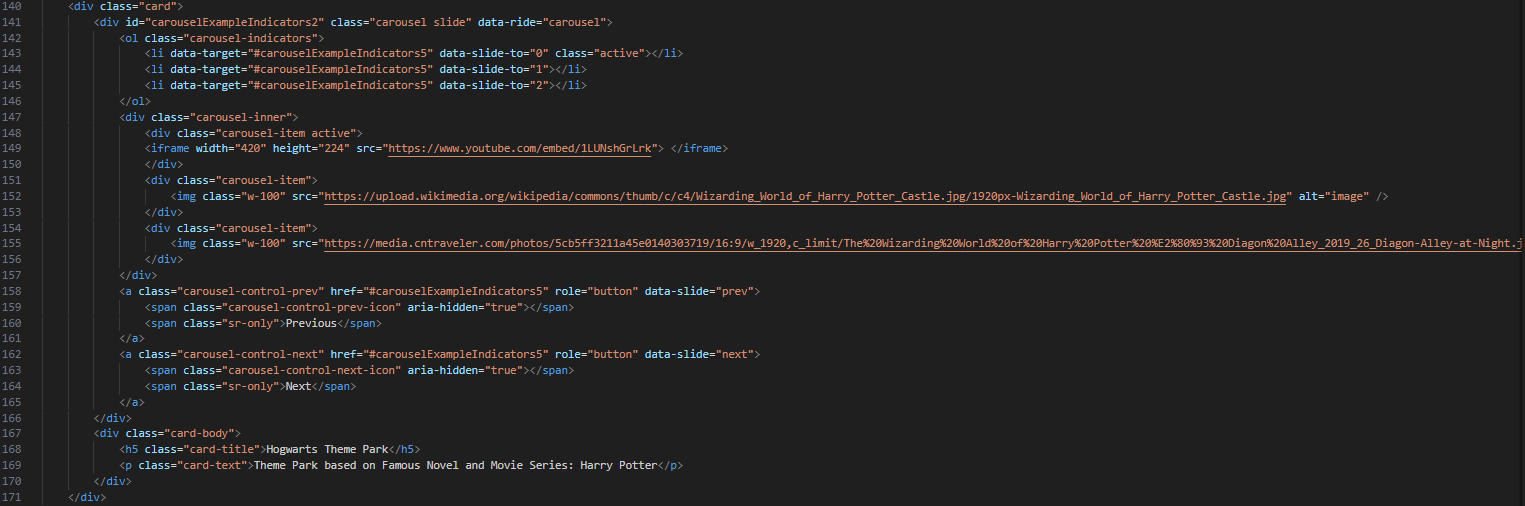 140 <div class="card">
141 <div id="carouselExampleIndicators2" class="carousel slide" data-ride="carousel">
142 <ol class="carousel-indicators">
143 <li data-target="#carouselExampleIndicators5" data-slide-to="0" class="active"></li>
144 <li data-target="#carouselExampleIndicators5" data-slide-to="1"></li>
145 <li data-target="#carouselExampleIndicators5" data-slide-to="2"></li>
146 </ol>
147 <div class="carousel-inner">
148 <div class="carousel-item active">
149 <iframe width="420" height="224" src="https://www.youtube.com/embed/1LUNshGrLrk"> </iframe>
150 </div>
151 <div class="carousel-item">
152 <img class="w-100" src="https://upload.wikimedia.org/wikipedia/commons/thumb/c/c4/Wizarding_World_of_Harry_Potter_Castle.jpg/1920px-Wizarding_World_of_Harry_Potter_Castle.jpg" alt="image" />
153 </div>
154 <div class="carousel-item">
155 <img class="w-100" src="https://media.cntraveler.com/photos/5cb5ff3211a45e0140303719/16:9/w_1920,c_limit/The%20Wizarding%20World%20of%20Harry%20Potter%20%E2%80%93%20Diagon%20Alley_2019_26_Diagon-Alley-at-Night.j
156 </div>
157 </div>
158 <a class="carousel-control-prev" href="#carouselExampleIndicators5" role="button" data-slide="prev">
159 <span class="carousel-control-prev-icon" aria-hidden="true"></span>
160 <span class="sr-only">Previous</span>
161 </a>
162 <a class="carousel-control-next" href="#carouselExampleIndicators5" role="button" data-slide="next">
163 <span class="carousel-control-next-icon" aria-hidden="true"></span>
164 <span class="sr-only">Next</span>
165 </a>
166 </div>
167 <div class="card-body">
168 <h5 class="card-title">Hogwarts Theme Park</h5>
169 <p class="card-text">Theme Park based on Famous Novel and Movie Series: Harry Potter</p>
170 </div>
171 </div>